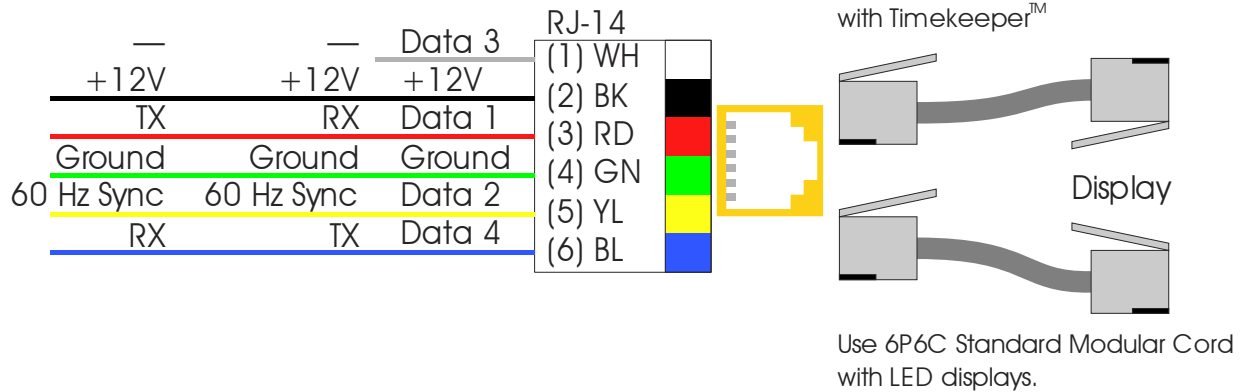 RJ-14
with Timekeeper™
— — Data 3 (1) WH
+12V +12V +12V (2) BK
TX RX Data 1 (3) RD
Ground Ground Ground (4) GN
60 Hz Sync 60 Hz Sync Data 2 (5) YL
RX TX Data 4 (6) BL
Display
Use 6P6C Standard Modular Cord
with LED displays.